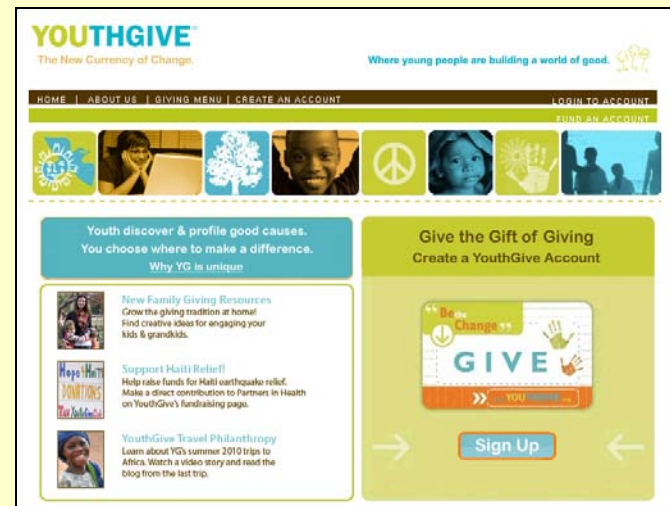 YOUTHGIVE
The New Currency of Change.
Where young people are building a world of good.
HOME | ABOUT US | GIVING MENU | CREATE AN ACCOUNT
LOGIN TO ACCOUNT
FUND AN ACCOUNT
Youth discover & profile good causes.
You choose where to make a difference.
Why YG is unique
New Family Giving Resources
Grow the giving tradition at home!
Find creative ideas for engaging your
kids & grandkids.
Hope 4 Haiti
DONATIONS
Support Haiti Relief!
Help raise funds for Haiti earthquake relief.
Make a direct contribution to Partners in Health
on YouthGive's fundraising page.
YouthGive Travel Philanthropy
Learn about YG's summer 2010 trips to
Africa. Watch a video story and read the
blog from the last trip.
Give the Gift of Giving
Create a YouthGive Account
Be the
Change
GIVE
YOUTHGIVE
Sign Up